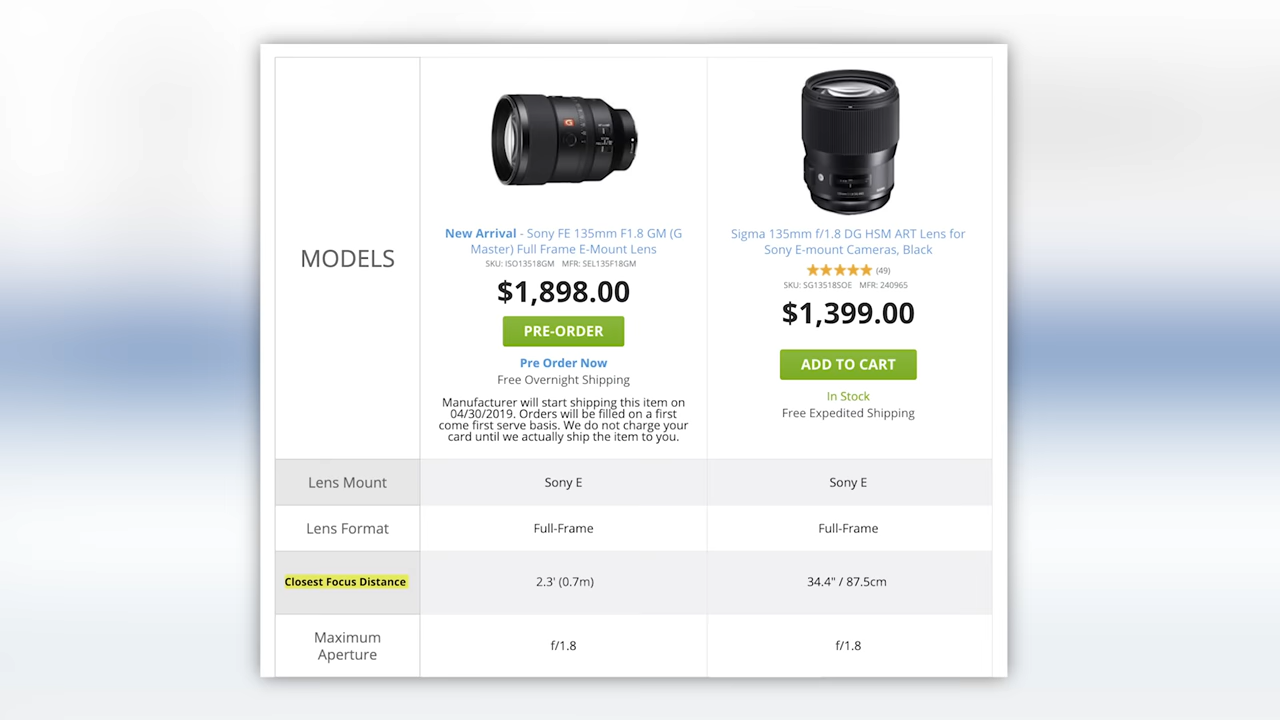 MODELS
New Arrival - Sony FE 135mm F1.8 GM (G
Master) Full Frame E-Mount Lens
SKU: ISO13518GM MFR: SEL135F18GM
$1,898.00
PRE-ORDER
Pre Order Now
Free Overnight Shipping
Manufacturer will start shipping this item on
04/30/2019. Orders will be filled on a first
come first serve basis. We do not charge your
card until we actually ship the item to you.
Sigma 135mm f/1.8 DG HSM ART Lens for
Sony E-mount Cameras, Black
(49)
SKU: SG13518SOE MFR: 240965
$1,399.00
ADD TO CART
In Stock
Free Expedited Shipping
Lens Mount Sony E Sony E
Lens Format Full-Frame Full-Frame
Closest Focus Distance 2.3' (0.7m) 34.4" / 87.5cm
Maximum
Aperture f/1.8 f/1.8